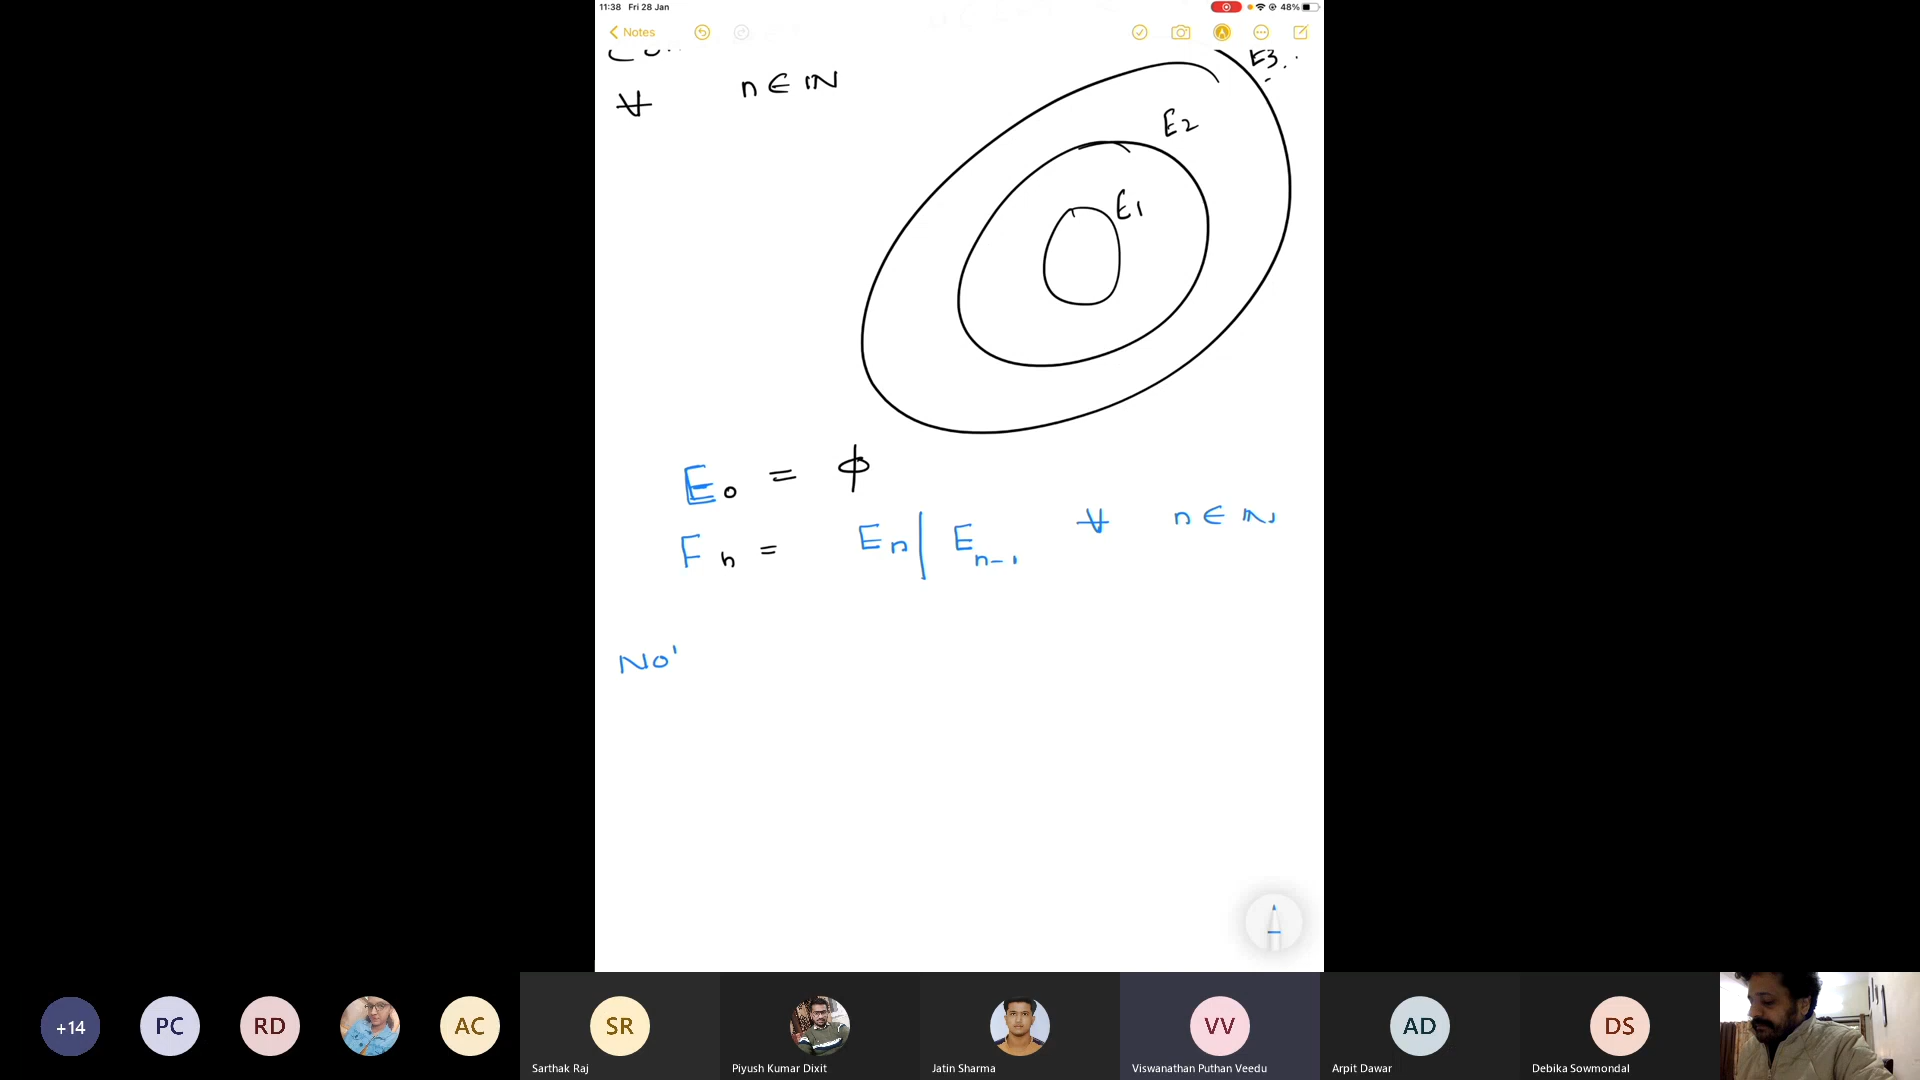 11:38 Fri 28 Jan
48%
Notes
∀ n ∈ IN
E3..
E2
E1
E0 = ϕ
Fn = En | En-1 ∀ n ∈ IN,
No'
+14
PC
RD
AC
SR
VV
AD
DS
Sarthak Raj
Piyush Kumar Dixit
Jatin Sharma
Viswanathan Puthan Veedu
Arpit Dawar
Debika Sowmondal